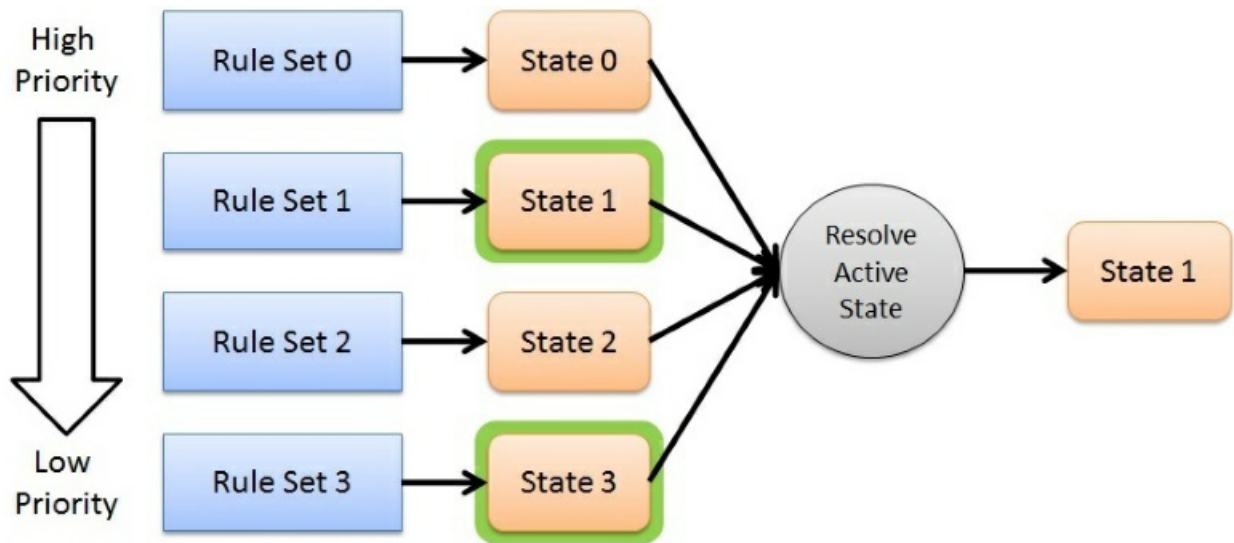 High
Priority
Rule Set 0
State 0
Rule Set 1
State 1
Resolve
Active
State
State 1
Rule Set 2
State 2
Low
Priority
Rule Set 3
State 3